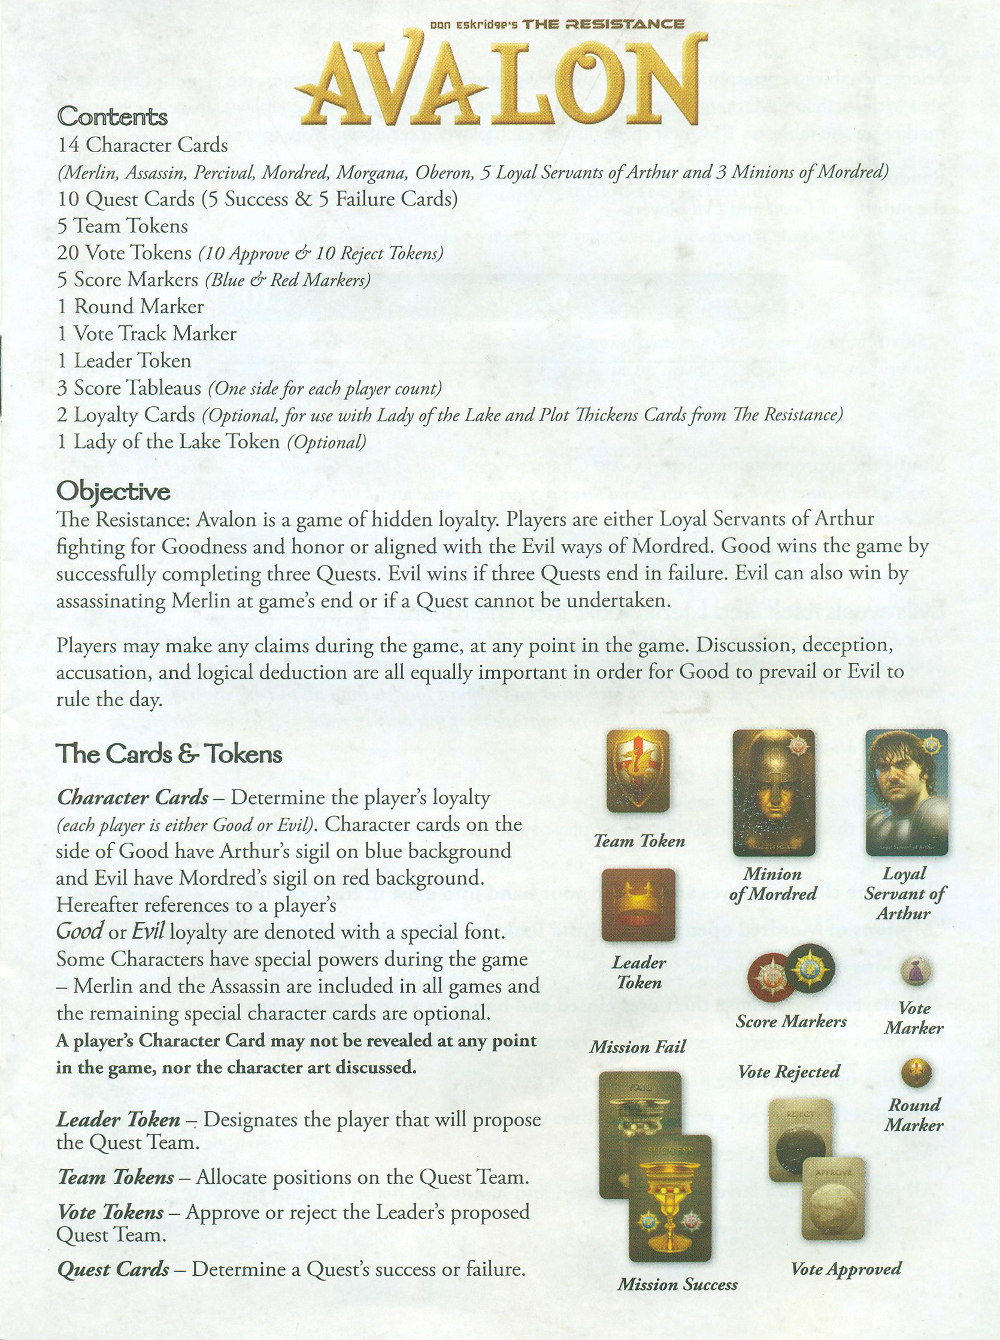 Don Eskridge's THE RESISTANCE
AVALON
Contents
14 Character Cards
(Merlin, Assassin, Percival, Mordred, Morgana, Oberon, 5 Loyal Servants of Arthur and 3 Minions of Mordred)
10 Quest Cards (5 Success & 5 Failure Cards)
5 Team Tokens
20 Vote Tokens (10 Approve & 10 Reject Tokens)
5 Score Markers (Blue & Red Markers)
1 Round Marker
1 Vote Track Marker
1 Leader Token
3 Score Tableaus (One side for each player count)
2 Loyalty Cards (Optional, for use with Lady of the Lake and Plot Thickens Cards from The Resistance)
1 Lady of the Lake Token (Optional)
Objective
The Resistance: Avalon is a game of hidden loyalty. Players are either Loyal Servants of Arthur
fighting for Goodness and honor or aligned with the Evil ways of Mordred. Good wins the game by
successfully completing three Quests. Evil wins if three Quests end in failure. Evil can also win by
assassinating Merlin at game's end or if a Quest cannot be undertaken.
Players may make any claims during the game, at any point in the game. Discussion, deception,
accusation, and logical deduction are all equally important in order for Good to prevail or Evil to
rule the day.
The Cards & Tokens
Character Cards – Determine the player's loyalty
(each player is either Good or Evil). Character cards on the
side of Good have Arthur's sigil on blue background
and Evil have Mordred's sigil on red background.
Hereafter references to a player's
Good or Evil loyalty are denoted with a special font.
Some Characters have special powers during the game
– Merlin and the Assassin are included in all games and
the remaining special character cards are optional.
A player's Character Card may not be revealed at any point
in the game, nor the character art discussed.
Leader Token – Designates the player that will propose
the Quest Team.
Team Tokens – Allocate positions on the Quest Team.
Vote Tokens – Approve or reject the Leader's proposed
Quest Team.
Quest Cards – Determine a Quest's success or failure.
Team Token
Minion
of Mordred
Loyal
Servant of
Arthur
Leader
Token
Score Markers
Vote
Marker
Mission Fail
Vote Rejected
Round
Marker
FAIL
REJECT
APPROVE
Mission Success
Vote Approved